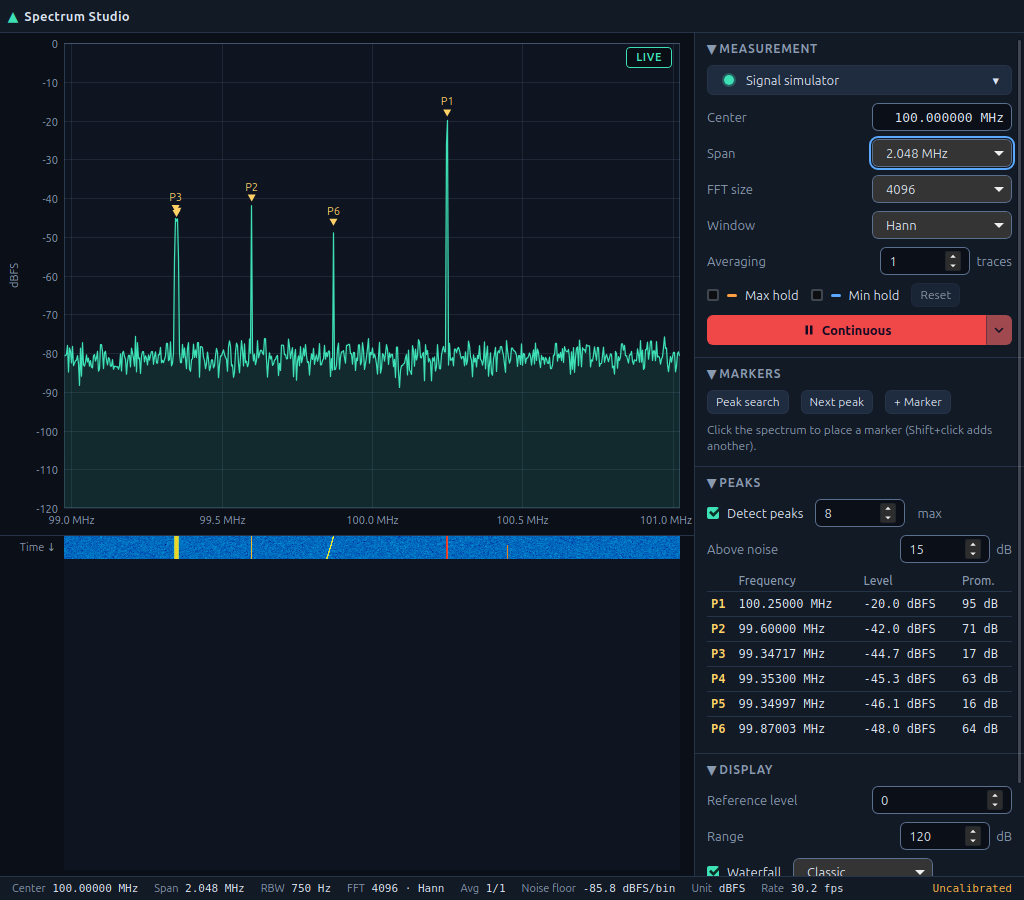 Spectrum Studio
LIVE
0
-10
-20
-30
-40
-50
-60
-70
-80
-90
-100
-110
-120
dBFS
P1
P2
P3
P6
99.0 MHz 99.5 MHz 100.0 MHz 100.5 MHz 101.0 MHz
Time ↓
▼ MEASUREMENT
Signal simulator
Center 100.000000 MHz
Span 2.048 MHz
FFT size 4096
Window Hann
Averaging 1 traces
Max hold Min hold Reset
Continuous
▼ MARKERS
Peak search Next peak + Marker
Click the spectrum to place a marker (Shift+click adds
another).
▼ PEAKS
Detect peaks 8 max
Above noise 15 dB
Frequency Level Prom.
P1 100.25000 MHz -20.0 dBFS 95 dB
P2 99.60000 MHz -42.0 dBFS 71 dB
P3 99.34717 MHz -44.7 dBFS 17 dB
P4 99.35300 MHz -45.3 dBFS 63 dB
P5 99.34997 MHz -46.1 dBFS 16 dB
P6 99.87003 MHz -48.0 dBFS 64 dB
▼ DISPLAY
Reference level 0
Range 120 dB
Waterfall Classic
Center 100.00000 MHz Span 2.048 MHz RBW 750 Hz FFT 4096 · Hann Avg 1/1 Noise floor -85.8 dBFS/bin Unit dBFS Rate 30.2 fps Uncalibrated